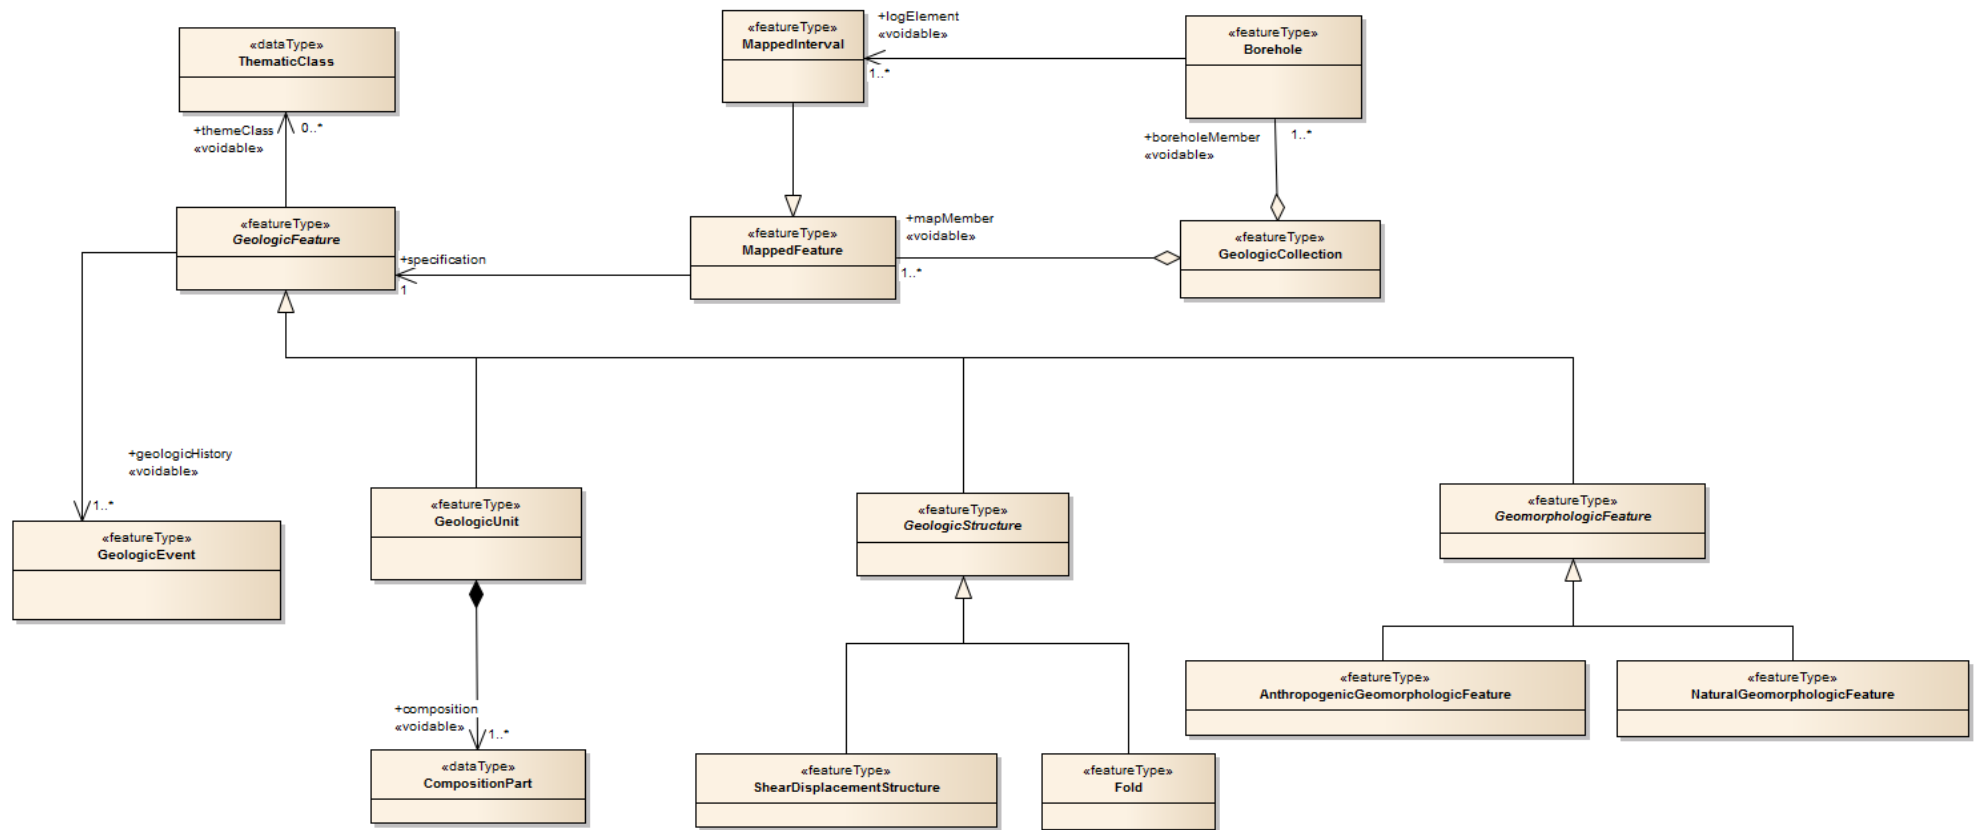 «dataType»
ThematicClass
+themeClass
«voidable»
0..*
«featureType»
MappedInterval
+logElement
«voidable»
1..*
«featureType»
Borehole
+boreholeMember
«voidable»
1..*
«featureType»
GeologicFeature
+specification
1
«featureType»
MappedFeature
+mapMember
«voidable»
1..*
«featureType»
GeologicCollection
+geologicHistory
«voidable»
1..*
«featureType»
GeologicEvent
«featureType»
GeologicUnit
«featureType»
GeologicStructure
«featureType»
GeomorphologicFeature
+composition
«voidable»
1..*
«dataType»
CompositionPart
«featureType»
ShearDisplacementStructure
«featureType»
Fold
«featureType»
AnthropogenicGeomorphologicFeature
«featureType»
NaturalGeomorphologicFeature